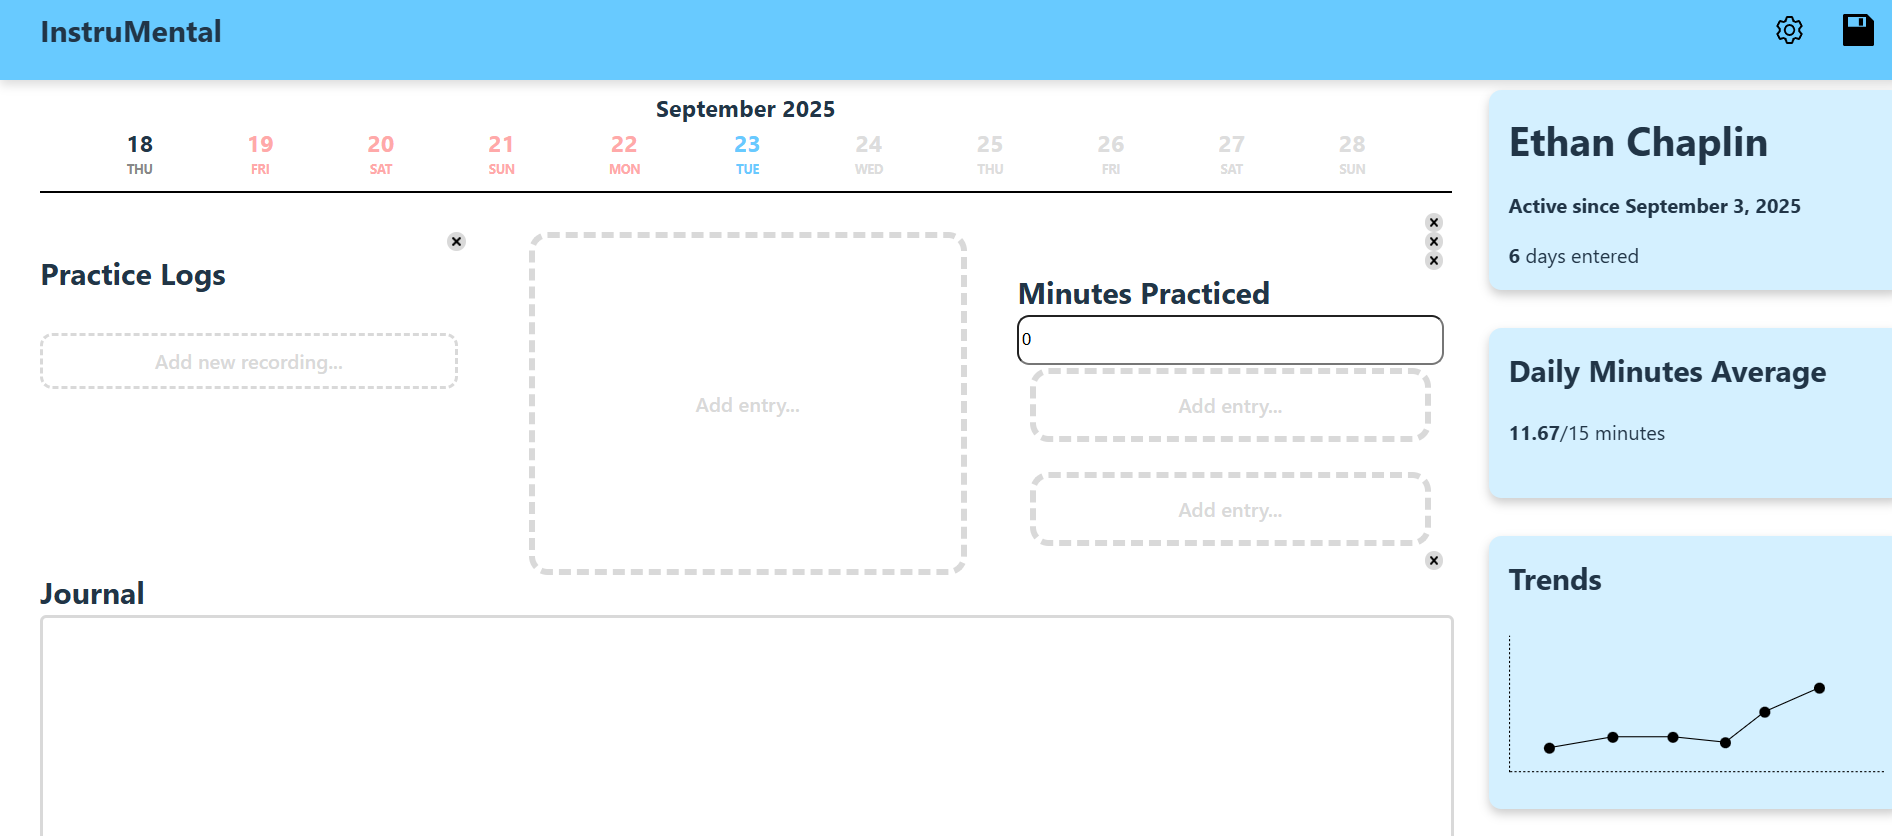 InstruMental
September 2025
18 19 20 21 22 23 24 25 26 27 28
THU FRI SAT SUN MON TUE WED THU FRI SAT SUN
Practice Logs
Add new recording...
Add entry...
Minutes Practiced
0
Add entry...
Add entry...
Journal
Ethan Chaplin
Active since September 3, 2025
6 days entered
Daily Minutes Average
11.67/15 minutes
Trends